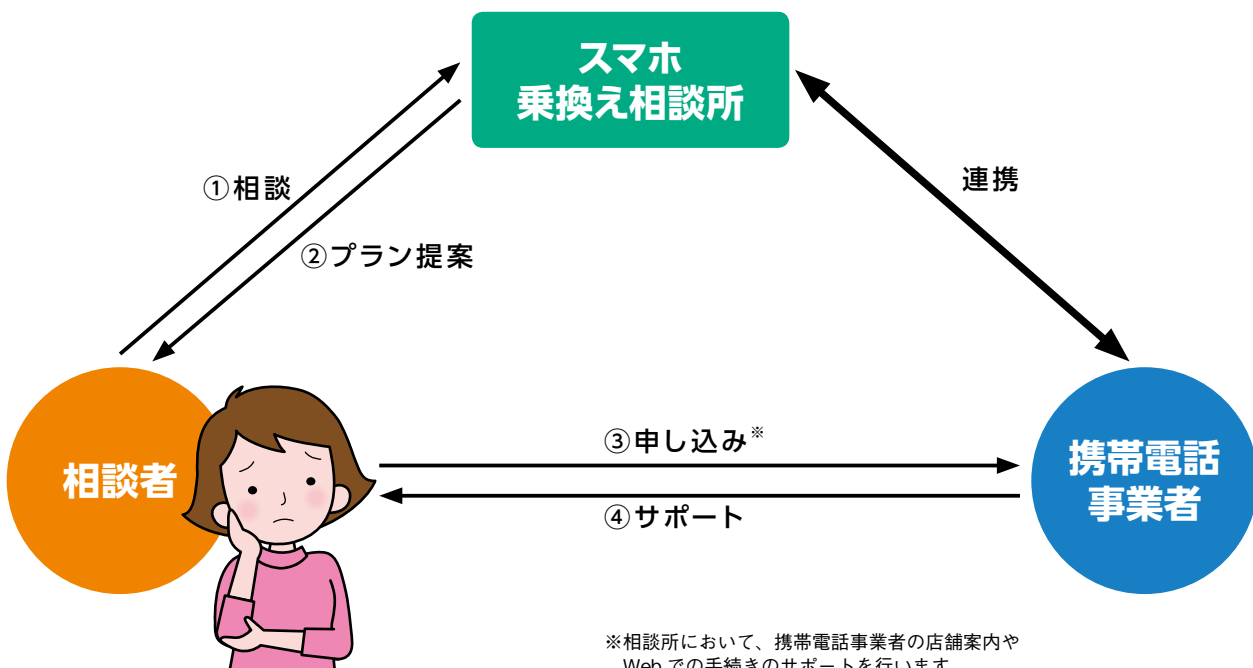 スマホ
乗換え相談所
①相談
連携
②プラン提案
③申し込み※
相談者
携帯電話
事業者
④サポート
※相談所において、携帯電話事業者の店舗案内や
Web での手続きのサポートを行います